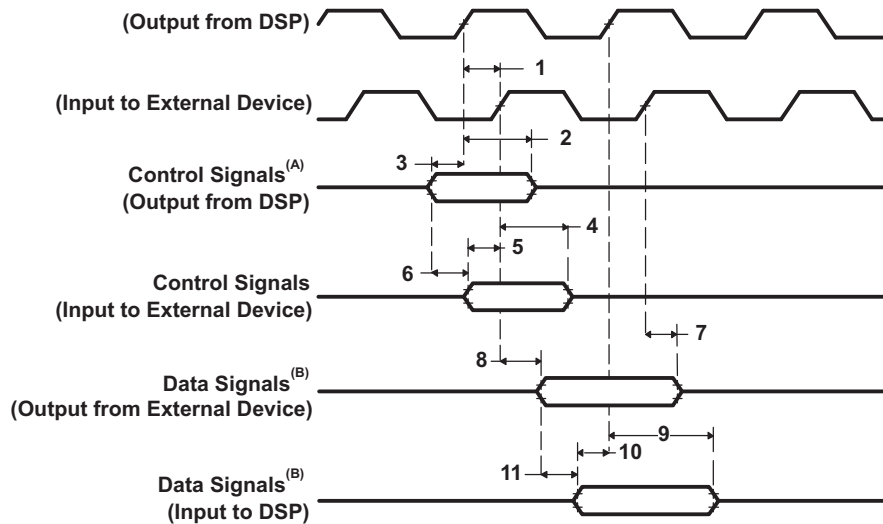 (Output from DSP)
1
(Input to External Device)
2
3
Control Signals(A)
(Output from DSP)
4
5
6
Control Signals
(Input to External Device)
7
8
Data Signals(B)
(Output from External Device)
9
10
11
Data Signals(B)
(Input to DSP)